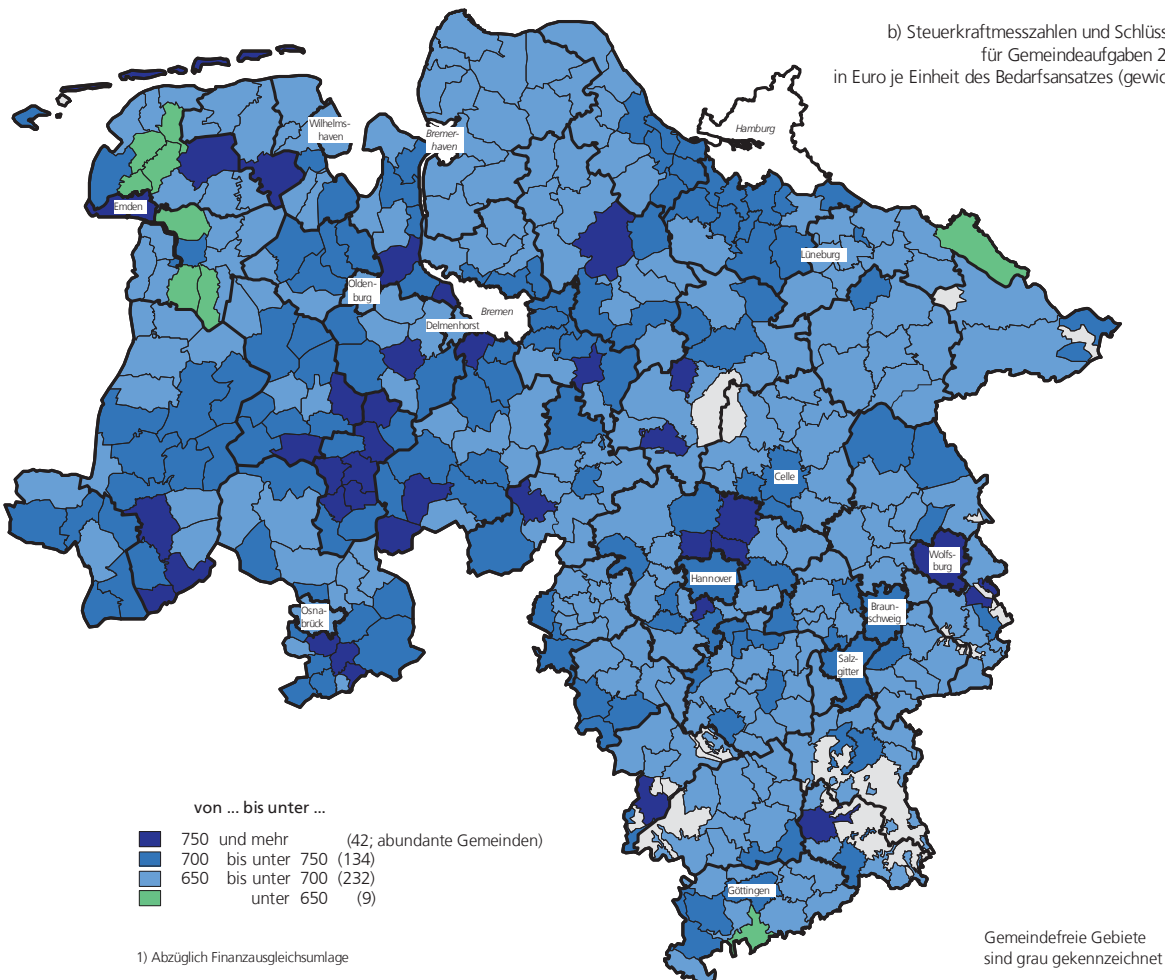 b) Steuerkraftmesszahlen und Schlüss
für Gemeindeaufgaben 2
in Euro je Einheit des Bedarfsansatzes (gewic
Hamburg
Wilhelms-
haven
Bremer-
haven
Emden
Lüneburg
Olden-
burg
Bremen
Delmenhorst
Celle
Wolfs-
burg
Hannover
Braun-
schweig
Osna-
brück
Salz-
gitter
von ... bis unter ...
750 und mehr (42; abundante Gemeinden)
700 bis unter 750 (134)
650 bis unter 700 (232)
unter 650 (9)
Göttingen
1) Abzüglich Finanzausgleichsumlage
Gemeindefreie Gebiete
sind grau gekennzeichnet